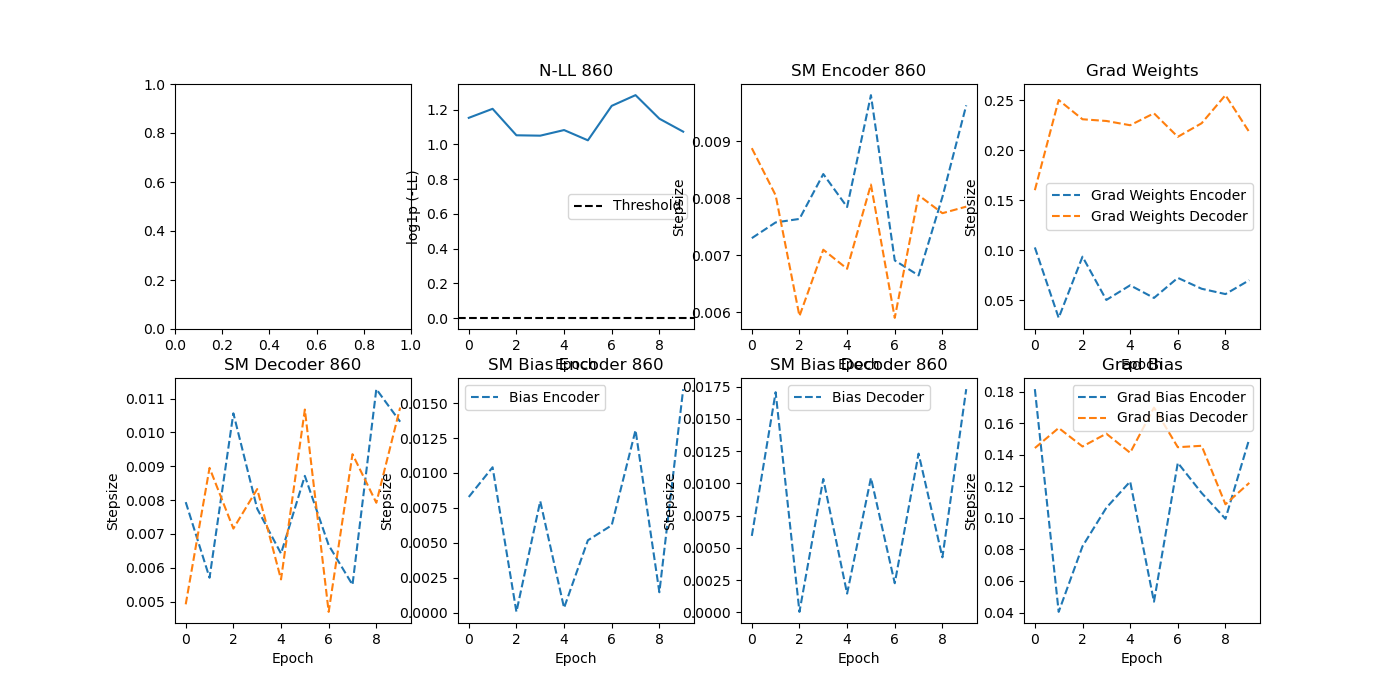 1.0
0.8
0.6
0.4
0.2
0.0
0.0 0.2 0.4 0.6 0.8 1.0
N-LL 860
log1p (-LL)
1.2
1.0
0.8
0.6
0.4
0.2
0.0
Threshold
0 2 4 6 8
Epoch
SM Encoder 860
Stepsize
0.009
0.008
0.007
0.006
0 2 4 6 8
Epoch
Grad Weights
Stepsize
0.25
0.20
0.15
0.10
0.05
Grad Weights Encoder
Grad Weights Decoder
0 2 4 6 8
Epoch
SM Decoder 860
Stepsize
0.011
0.010
0.009
0.008
0.007
0.006
0.005
0 2 4 6 8
Epoch
SM Bias Encoder 860
Stepsize
0.0150
0.0125
0.0100
0.0075
0.0050
0.0025
0.0000
Bias Encoder
0 2 4 6 8
Epoch
SM Bias Decoder 860
Stepsize
0.0175
0.0150
0.0125
0.0100
0.0075
0.0050
0.0025
0.0000
Bias Decoder
0 2 4 6 8
Epoch
Grad Bias
Stepsize
0.18
0.16
0.14
0.12
0.10
0.08
0.06
0.04
Grad Bias Encoder
Grad Bias Decoder
0 2 4 6 8
Epoch